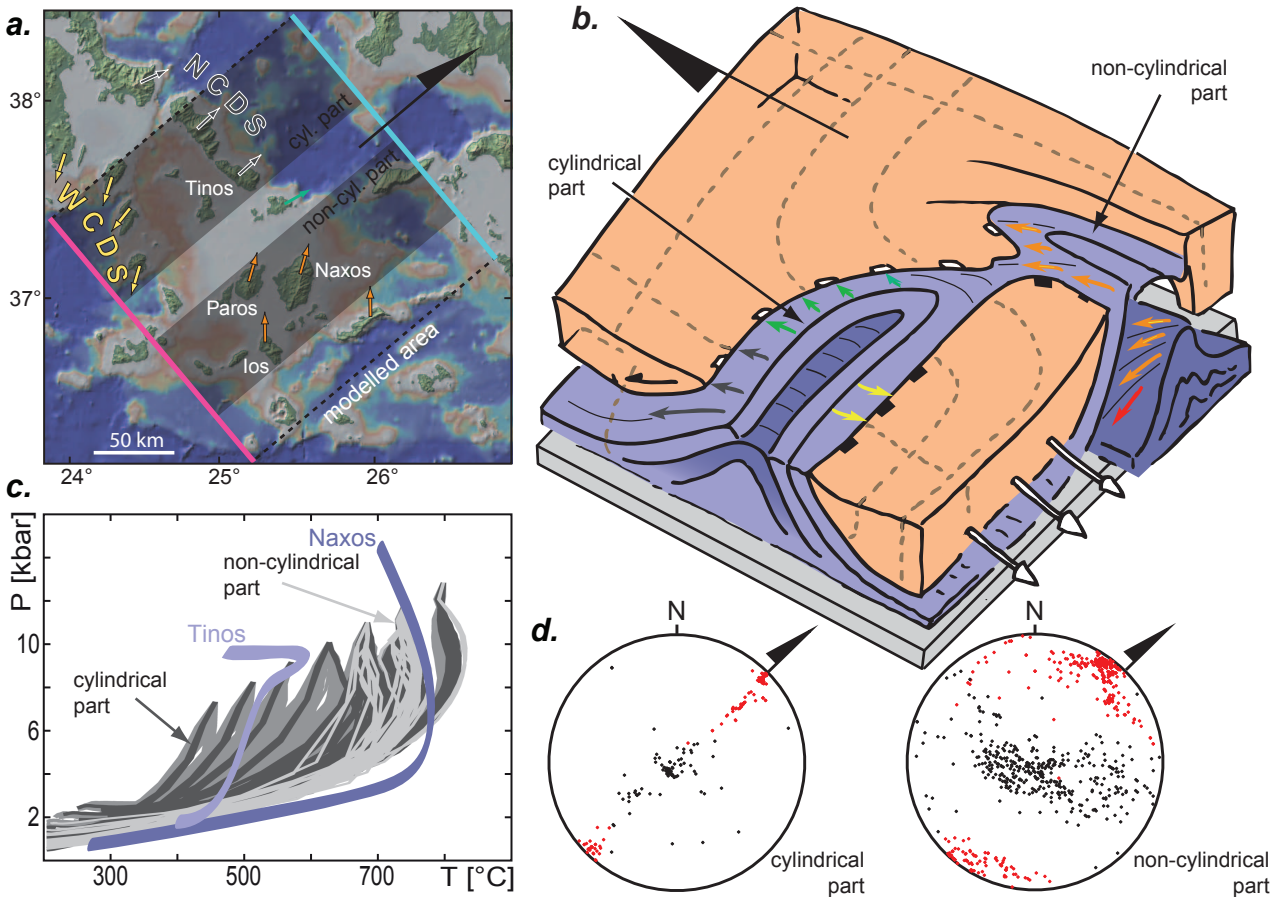 a.
38°
37°
24°
25°
26°
NCDS
WCDS
cyl. part
non-cyl. part
Tinos
Naxos
Paros
Ios
modelled area
50 km
b.
non-cylindrical
part
cylindrical
part
c.
P [kbar]
10
6
2
300
500
700
T [°C]
Naxos
non-cylindrical
part
Tinos
cylindrical
part
d.
N
cylindrical
part
N
non-cylindrical
part